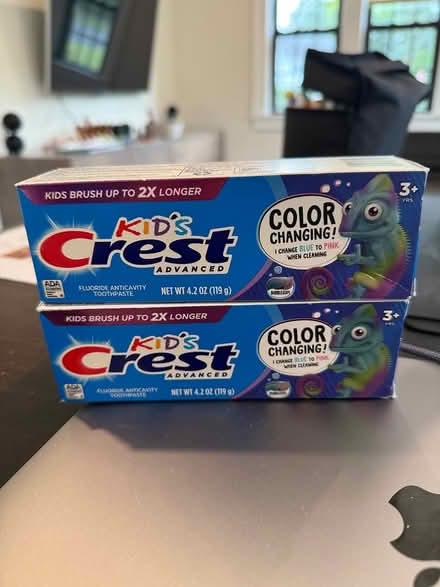 KIDS BRUSH UP TO 2X LONGER
KID'S
Crest
ADVANCED
ADA
FLUORIDE ANTICAVITY
TOOTHPASTE
NET WT 4.2 OZ (119 g)
COLOR
CHANGING!
I CHANGE BLUE TO PINK
WHEN CLEANING
BUBBLEGUM
3+
YRS
KIDS BRUSH UP TO 2X LONGER
KID'S
Crest
ADVANCED
ADA
FLUORIDE ANTICAVITY
TOOTHPASTE
NET WT 4.2 OZ (119 g)
COLOR
CHANGING!
I CHANGE BLUE TO PINK
WHEN CLEANING
BUBBLEGUM
3+
YRS